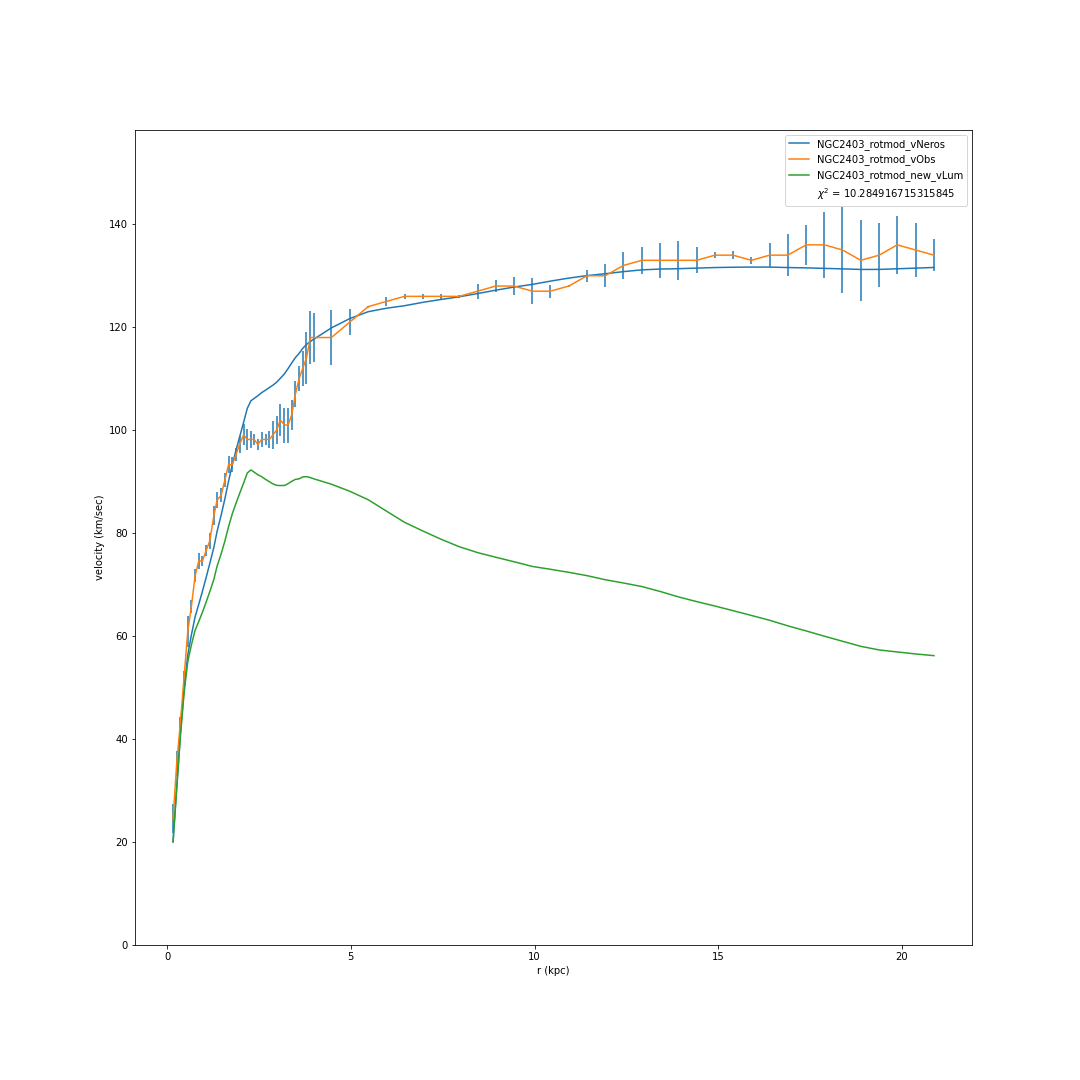 NGC2403_rotmod_vNeros
NGC2403_rotmod_vObs
NGC2403_rotmod_new_vLum
χ² = 10.284916715315845
140
120
100
80
60
40
20
0
velocity (km/sec)
0 5 10 15 20
r (kpc)